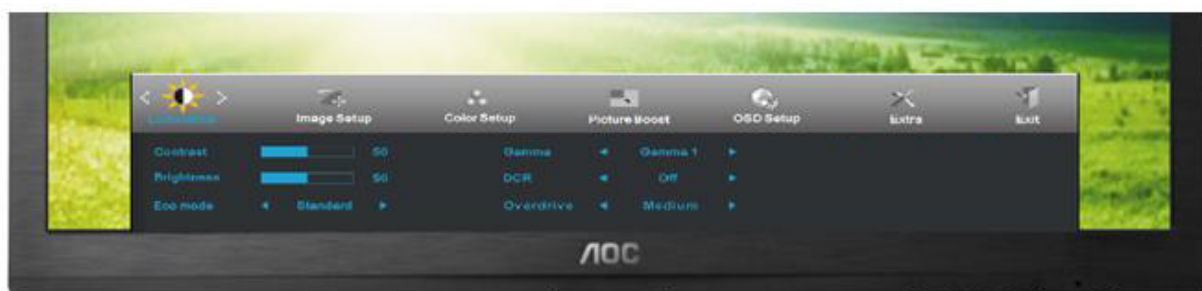 Luminance
Image Setup
Color Setup
Picture Boost
OSD Setup
Extra
Exit
Contrast 50 Gamma Gamma 1
Brightness 50 DCR Off
Eco mode Standard Overdrive Medium
AOC